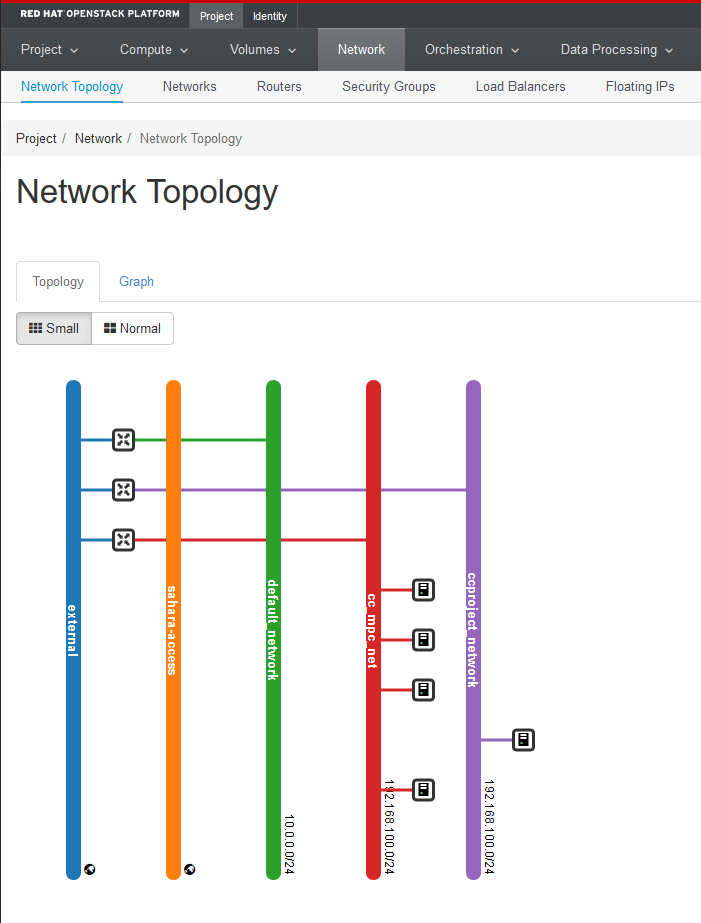 RED HAT OPENSTACK PLATFORM Project Identity
Project Compute Volumes Network Orchestration Data Processing
Network Topology Networks Routers Security Groups Load Balancers Floating IPs
Project / Network / Network Topology
Network Topology
Topology Graph
Small Normal
external
sahara-access
default_network
10.0.0.0/24
cc_mpc_net
192.168.100.0/24
ccproject_network
192.168.100.0/24